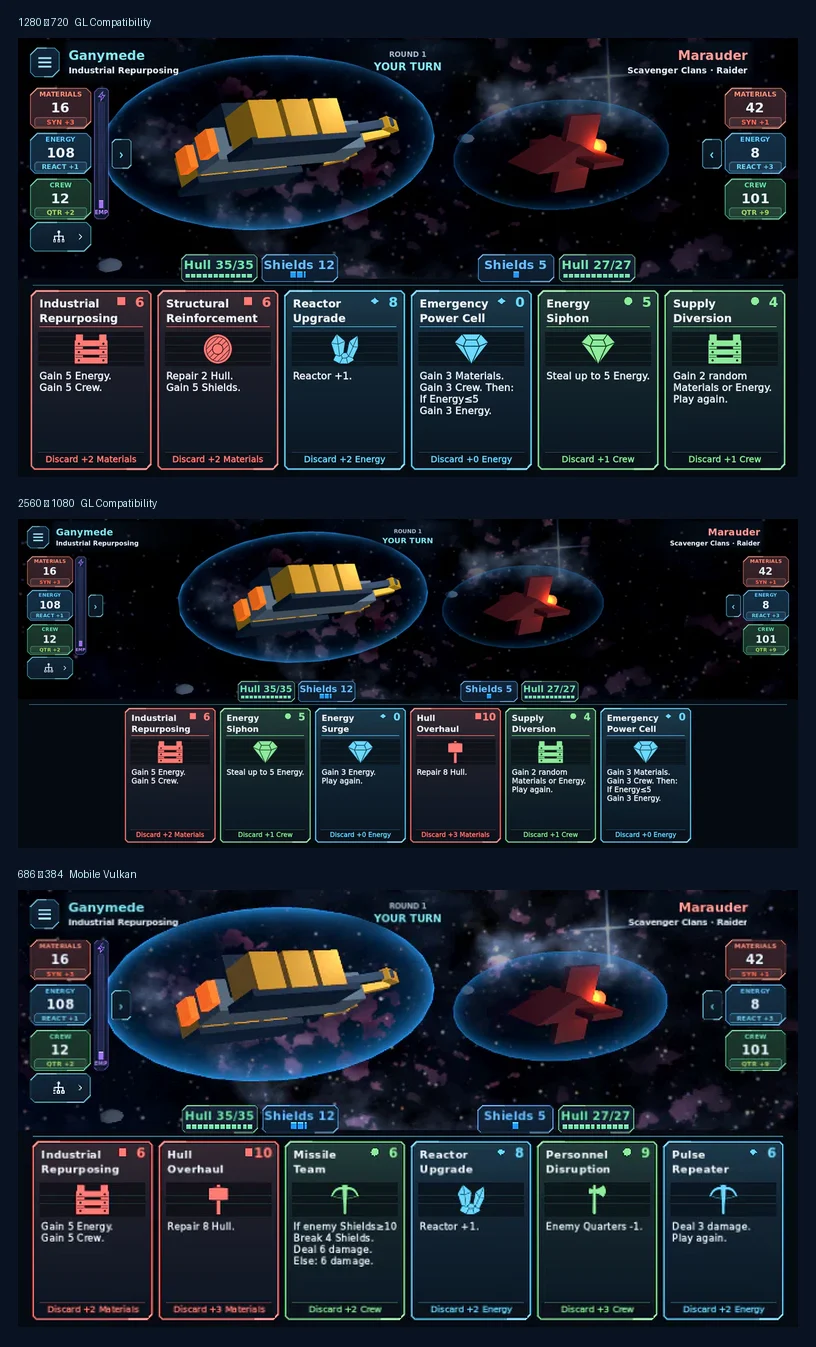 1280 720 GL Compatibility
Ganymede
Industrial Repurposing
ROUND 1
YOUR TURN
Marauder
Scavenger Clans · Raider
MATERIALS
16
SYN +3
ENERGY
108
REACT +1
CREW
12
QTR +2
EMP
›
‹
MATERIALS
42
SYN +1
ENERGY
8
REACT +3
CREW
101
QTR +9
›
Hull 35/35
Shields 12
Shields 5
Hull 27/27
Industrial
Repurposing
6
Gain 5 Energy.
Gain 5 Crew.
Discard +2 Materials
Structural
Reinforcement
6
Repair 2 Hull.
Gain 5 Shields.
Discard +2 Materials
Reactor
Upgrade
8
Reactor +1.
Discard +2 Energy
Emergency
Power Cell
0
Gain 3 Materials.
Gain 3 Crew. Then:
If Energy≤5
Gain 3 Energy.
Discard +0 Energy
Energy
Siphon
5
Steal up to 5 Energy.
Discard +1 Crew
Supply
Diversion
4
Gain 2 random
Materials or Energy.
Play again.
Discard +1 Crew
2560 1080 GL Compatibility
Ganymede
Industrial Repurposing
ROUND 1
YOUR TURN
Marauder
Scavenger Clans · Raider
MATERIALS
16
SYN +3
ENERGY
108
REACT +1
CREW
12
QTR +2
EMP
›
‹
MATERIALS
42
SYN +1
ENERGY
8
REACT +3
CREW
101
QTR +9
›
Hull 35/35
Shields 12
Shields 5
Hull 27/27
Industrial
Repurposing
6
Gain 5 Energy.
Gain 5 Crew.
Discard +2 Materials
Energy
Siphon
5
Steal up to 5 Energy.
Discard +1 Crew
Energy
Surge
0
Gain 3 Energy.
Play again.
Discard +0 Energy
Hull
Overhaul
10
Repair 8 Hull.
Discard +3 Materials
Supply
Diversion
4
Gain 2 random
Materials or Energy.
Play again.
Discard +1 Crew
Emergency
Power Cell
0
Gain 3 Materials.
Gain 3 Crew. Then:
If Energy≤5
Gain 3 Energy.
Discard +0 Energy
686 384 Mobile Vulkan
Ganymede
Industrial Repurposing
ROUND 1
YOUR TURN
Marauder
Scavenger Clans · Raider
MATERIALS
16
SYN +3
ENERGY
108
REACT +1
CREW
12
QTR +2
EMP
›
‹
MATERIALS
42
SYN +1
ENERGY
8
REACT +3
CREW
101
QTR +9
›
Hull 35/35
Shields 12
Shields 5
Hull 27/27
Industrial
Repurposing
6
Gain 5 Energy.
Gain 5 Crew.
Discard +2 Materials
Hull
Overhaul
10
Repair 8 Hull.
Discard +3 Materials
Missile
Team
6
If enemy Shields≥10
Break 4 Shields.
Deal 6 damage.
Else: 6 damage.
Discard +2 Crew
Reactor
Upgrade
8
Reactor +1.
Discard +2 Energy
Personnel
Disruption
9
Enemy Quarters -1.
Discard +3 Crew
Pulse
Repeater
6
Deal 3 damage.
Play again.
Discard +2 Energy